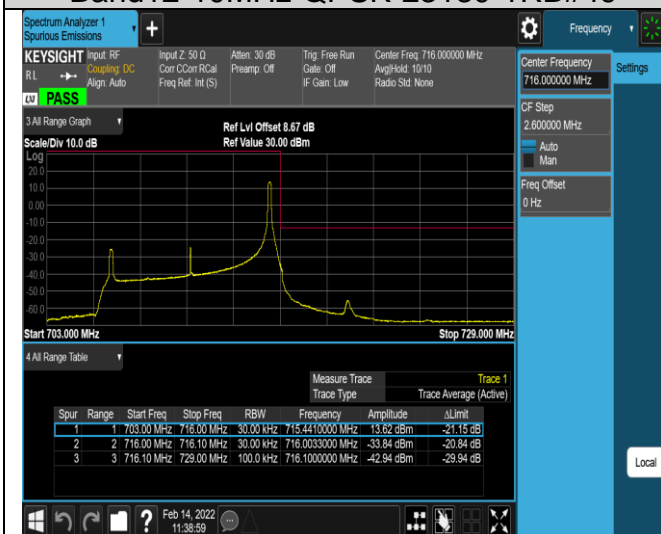 Band12-10MHz-QPSK-23130-1RB#49
Spectrum Analyzer 1
Spurious Emissions
Frequency
KEYSIGHT
Input: RF
Coupling: DC
Align: Auto
Input Z: 50 Ω
Corr CCorr RCal
Freq Ref: Int (S)
Atten: 30 dB
Preamp: Off
Trig: Free Run
Gate: Off
IF Gain: Low
Center Freq: 716.000000 MHz
Avg|Hold: 10/10
Radio Std: None
R L
LXI PASS
Center Frequency
716.000000 MHz
Settings
CF Step
2.600000 MHz
Auto
Man
Freq Offset
0 Hz
3 All Range Graph
Scale/Div 10.0 dB
Ref Lvl Offset 8.67 dB
Ref Value 30.00 dBm
Log
20.0
10.0
0.00
-10.0
-20.0
-30.0
-40.0
-50.0
-60.0
Start 703.000 MHz
Stop 729.000 MHz
4 All Range Table
Measure Trace Trace 1
Trace Type Trace Average (Active)
Spur Range Start Freq Stop Freq RBW Frequency Amplitude ΔLimit
1 1 703.00 MHz 716.00 MHz 30.00 kHz 715.4410000 MHz 13.62 dBm -21.15 dB
2 2 716.00 MHz 716.10 MHz 30.00 kHz 716.0033000 MHz -33.84 dBm -20.84 dB
3 3 716.10 MHz 729.00 MHz 100.0 kHz 716.1000000 MHz -42.94 dBm -29.94 dB
Local
Feb 14, 2022
11:38:59